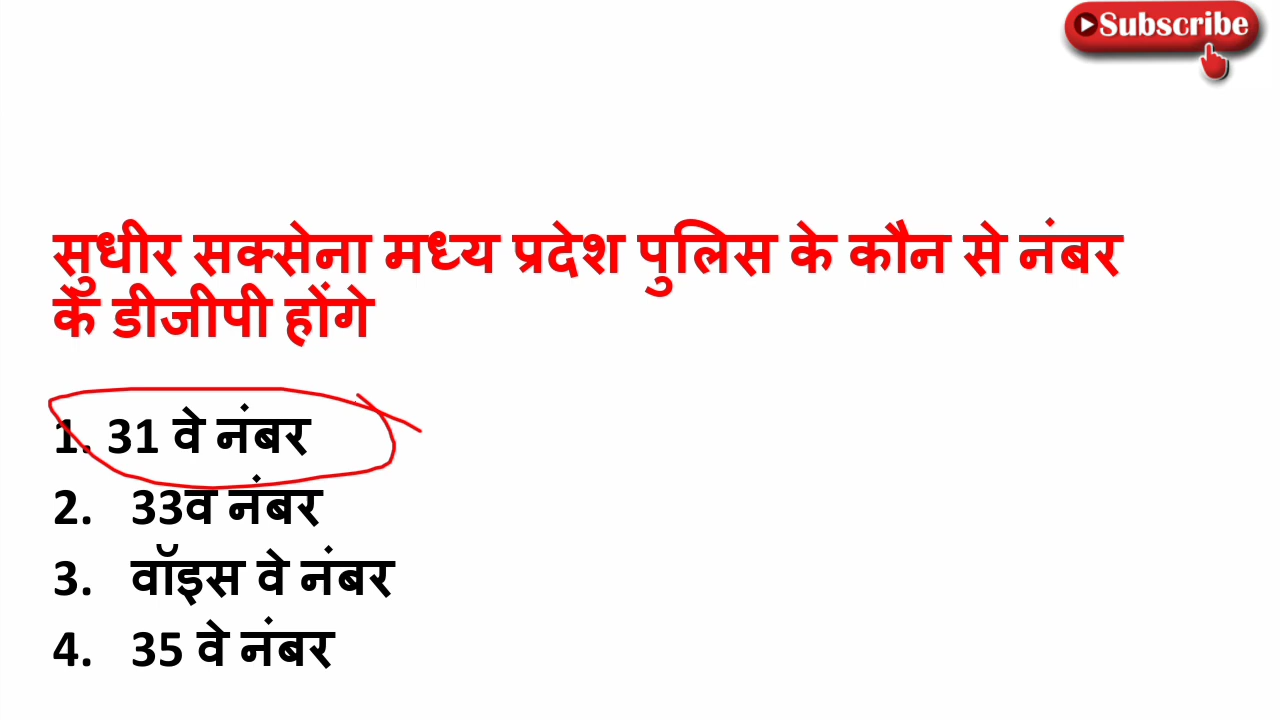 Subscribe
सुधीर सक्सेना मध्य प्रदेश पुलिस के कौन से नंबर
के डीजीपी होंगे
1. 31 वे नंबर
2. 33व नंबर
3. वॉइस वे नंबर
4. 35 वे नंबर